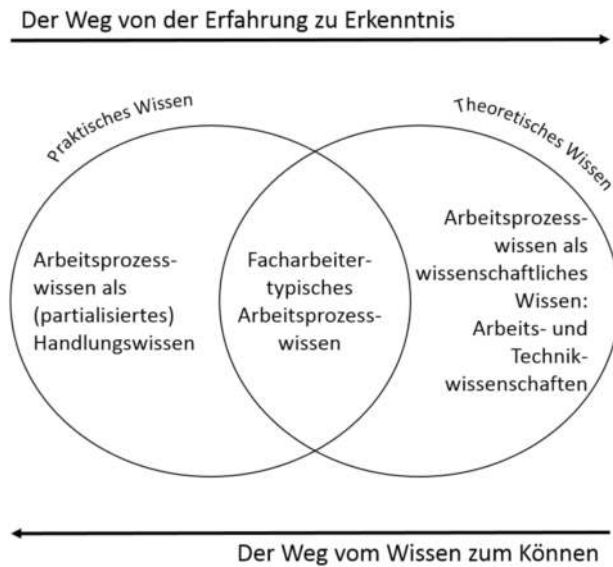 Der Weg von der Erfahrung zu Erkenntnis
Praktisches Wissen
Theoretisches Wissen
Arbeitsprozess-
wissen als
(partialisiertes)
Handlungswissen
Facharbeiter-
typisches
Arbeitsprozess-
wissen
Arbeitsprozess-
wissen als
wissenschaftliches
Wissen:
Arbeits- und
Technik-
wissenschaften
Der Weg vom Wissen zum Können